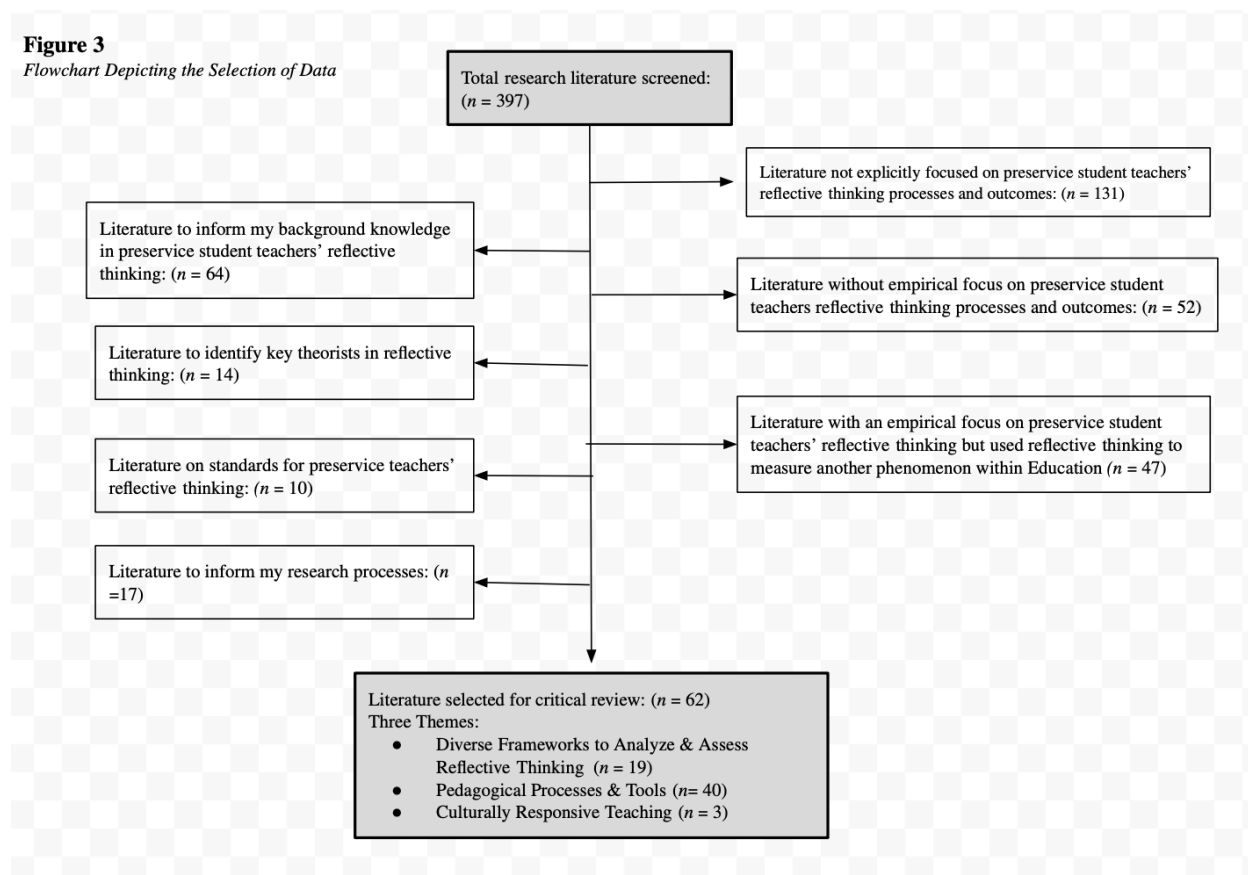 Figure 3
Flowchart Depicting the Selection of Data
Total research literature screened:
(n = 397)
Literature not explicitly focused on preservice student teachers’
reflective thinking processes and outcomes: (n = 131)
Literature to inform my background knowledge
in preservice student teachers’ reflective
thinking: (n = 64)
Literature without empirical focus on preservice student
teachers reflective thinking processes and outcomes: (n = 52)
Literature to identify key theorists in reflective
thinking: (n = 14)
Literature with an empirical focus on preservice student
teachers’ reflective thinking but used reflective thinking to
measure another phenomenon within Education (n = 47)
Literature on standards for preservice teachers’
reflective thinking: (n = 10)
Literature to inform my research processes: (n
=17)
Literature selected for critical review: (n = 62)
Three Themes:
● Diverse Frameworks to Analyze & Assess
Reflective Thinking (n = 19)
● Pedagogical Processes & Tools (n= 40)
● Culturally Responsive Teaching (n = 3)